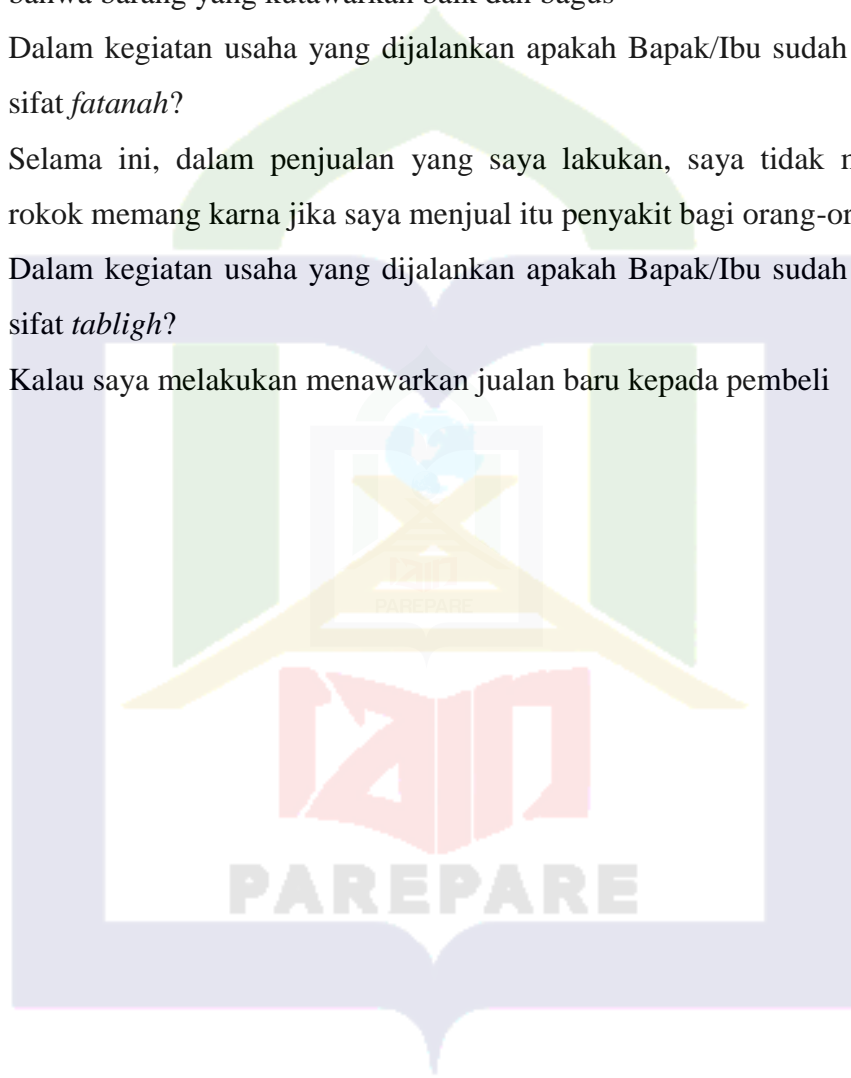 bahwa barang yang kutawarkan baik dan bagus
Dalam kegiatan usaha yang dijalankan apakah Bapak/Ibu sudah
sifat fatanah?
Selama ini, dalam penjualan yang saya lakukan, saya tidak
rokok memang karna jika saya menjual itu penyakit bagi
Dalam kegiatan usaha yang dijalankan apakah Bapak/Ibu sudah
sifat tabligh?
Kalau saya melakukan menawarkan jualan baru kepada pembeli
iain
PAREPARE
iain
PAREPARE